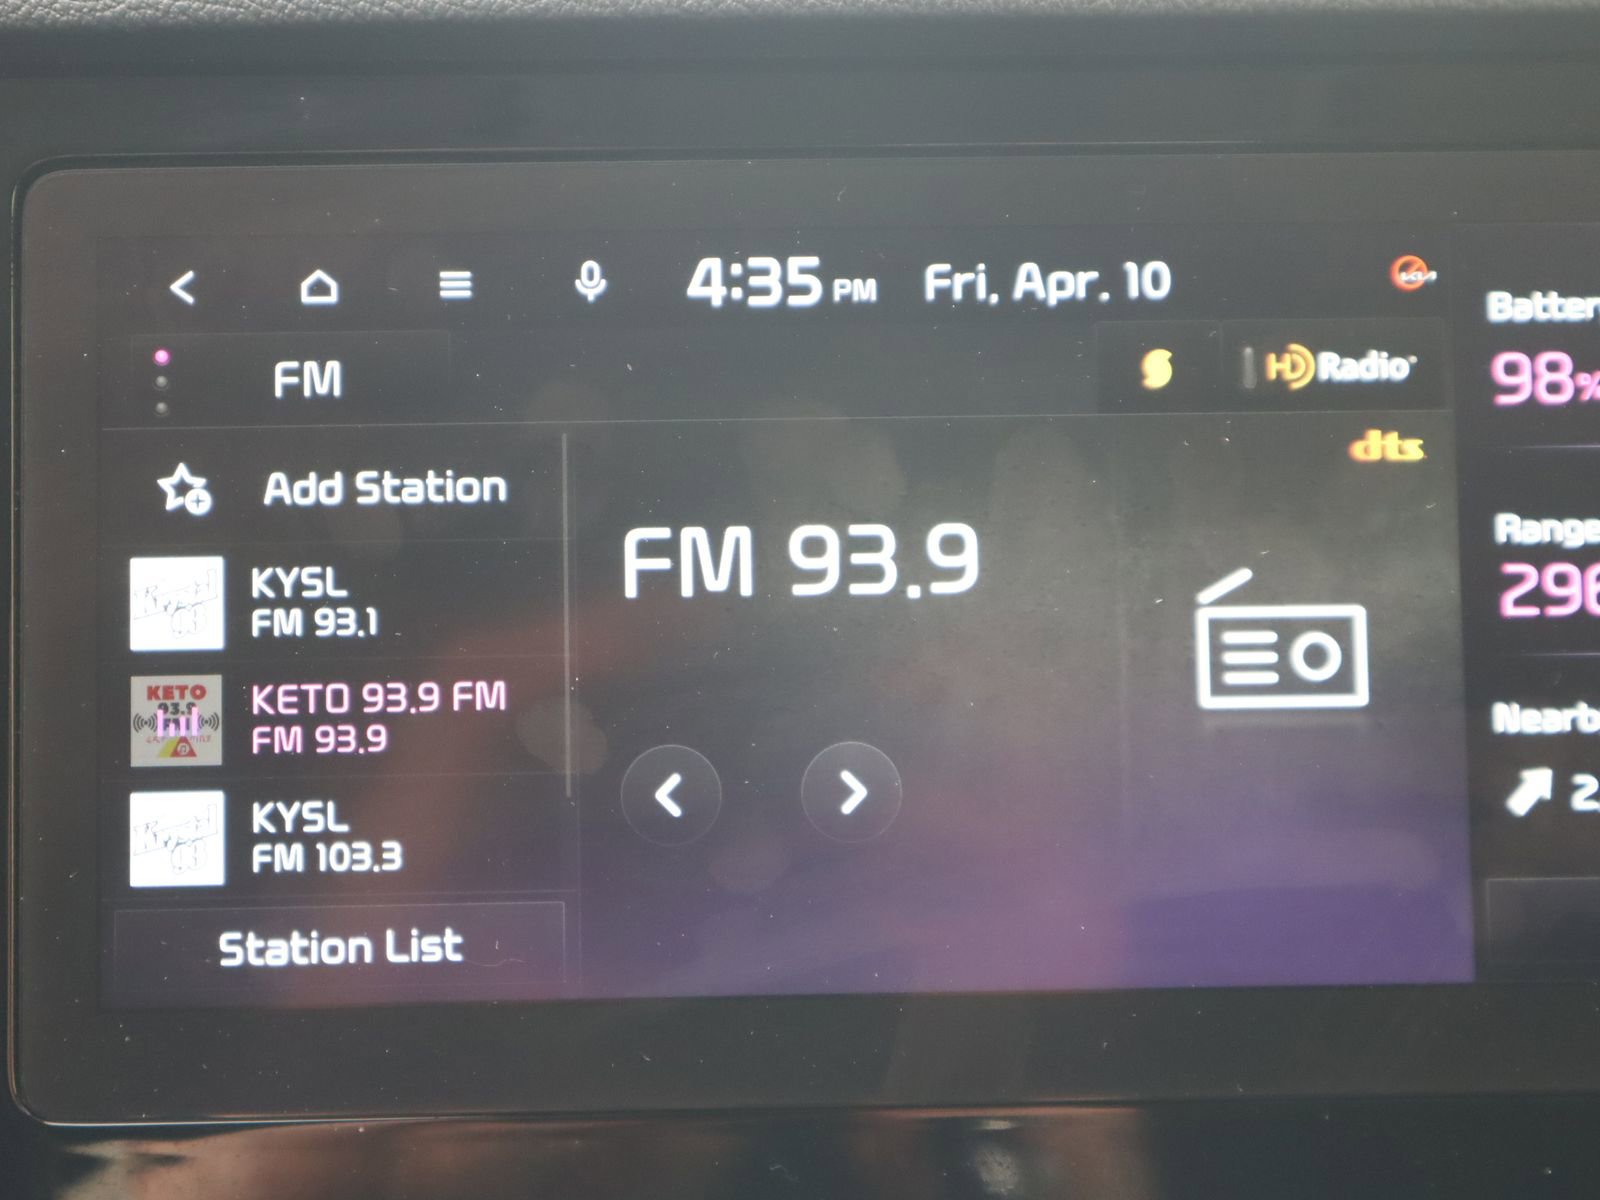 4:35 PM Fri, Apr. 10
FM
HD Radio
dts
Add Station
KYSL
FM 93.1
KETO
93.9
KETO 93.9 FM
FM 93.9
KYSL
FM 103.3
Station List
FM 93.9
Batter
98%
Range
296
Nearb
2